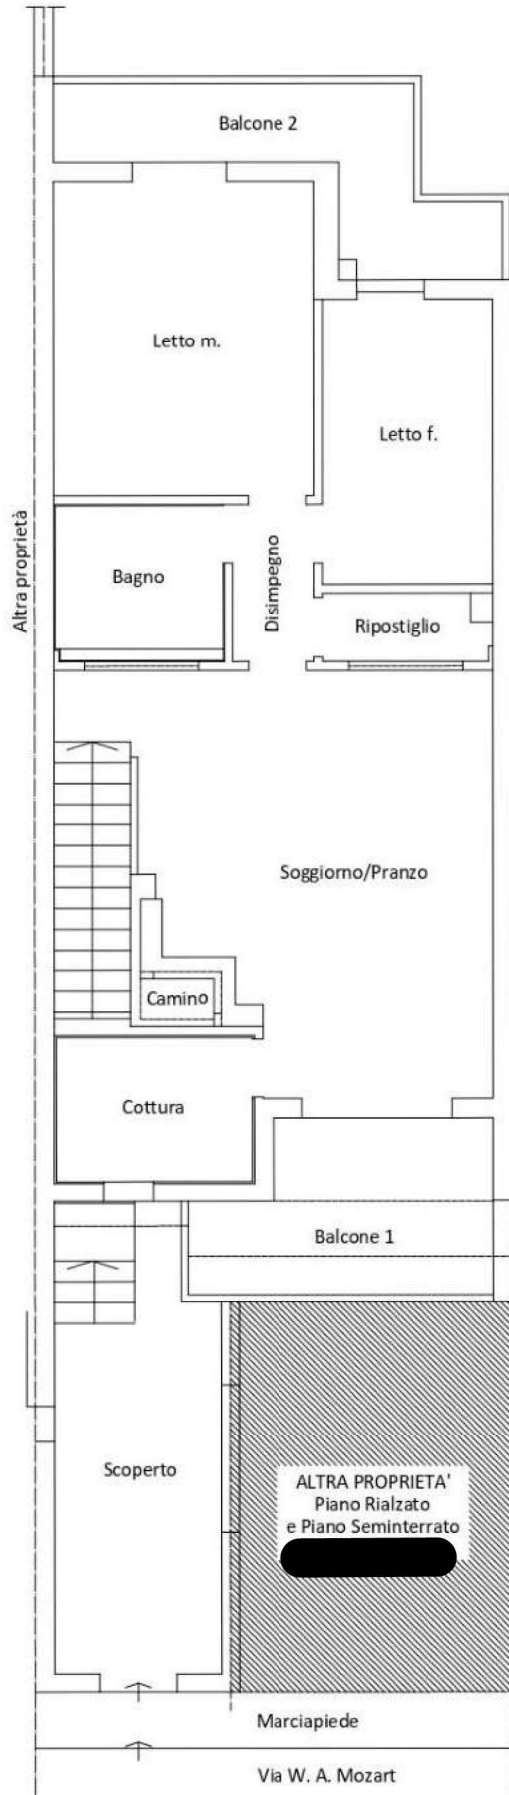 Balcone 2
Letto m.
Letto f.
Altra proprietà
Bagno
Disimpegno
Ripostiglio
Soggiorno/Pranzo
Camino
Cottura
Balcone 1
Scoperto
ALTRA PROPRIETA'
Piano Rialzato
e Piano Seminterrato
Marciapiede
Via W. A. Mozart